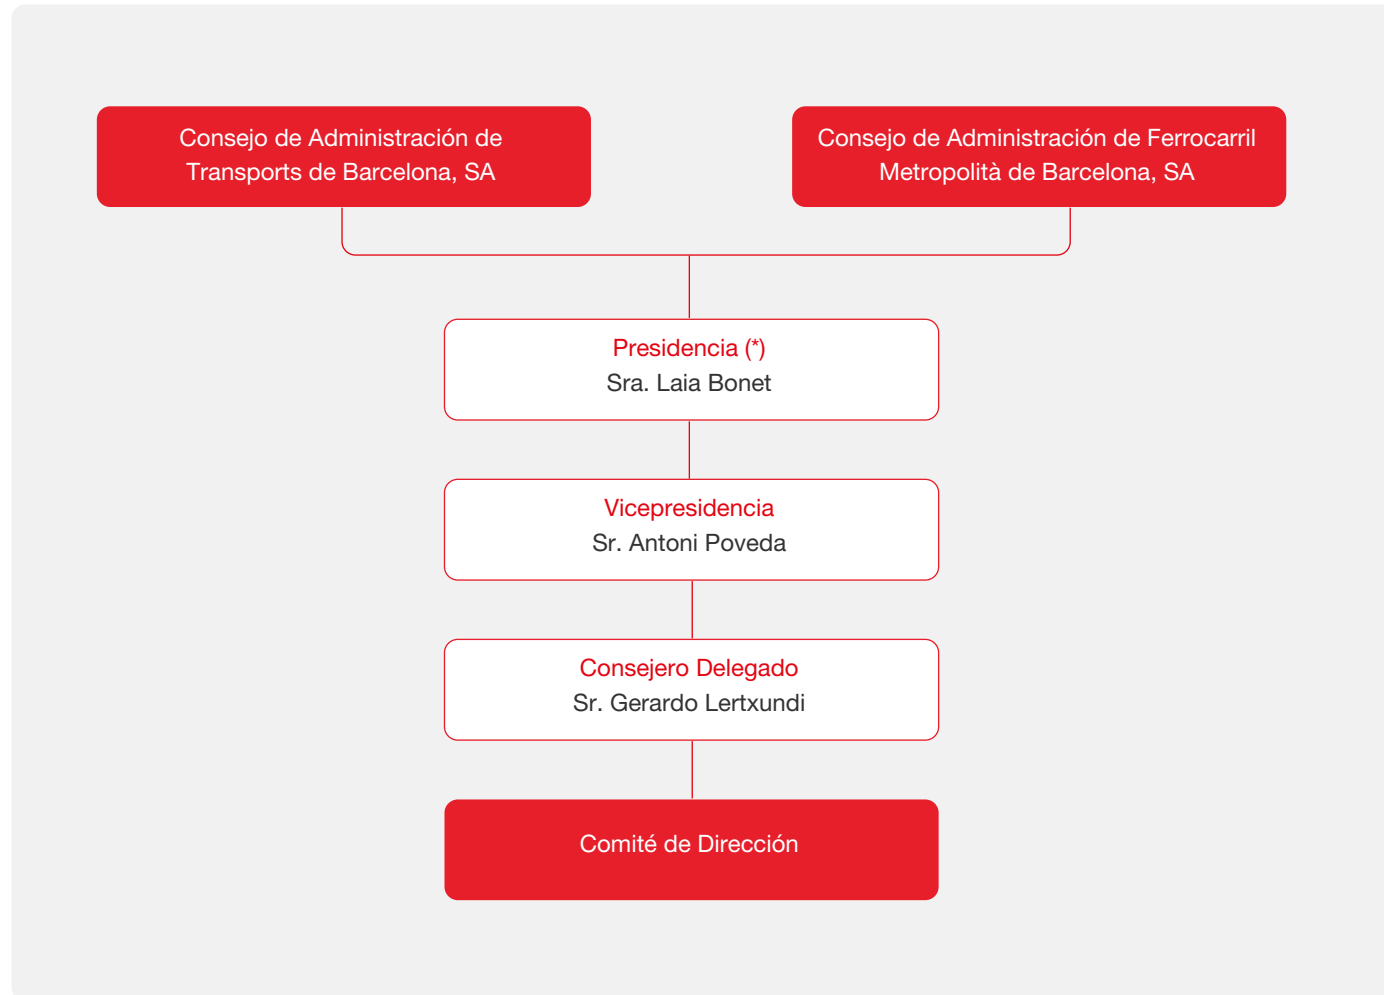 Consejo de Administración de
Transports de Barcelona, SA
Consejo de Administración de Ferrocarril
Metropolità de Barcelona, SA
Presidencia (*)
Sra. Laia Bonet
Vicepresidencia
Sr. Antoni Poveda
Consejero Delegado
Sr. Gerardo Lertxundi
Comité de Dirección